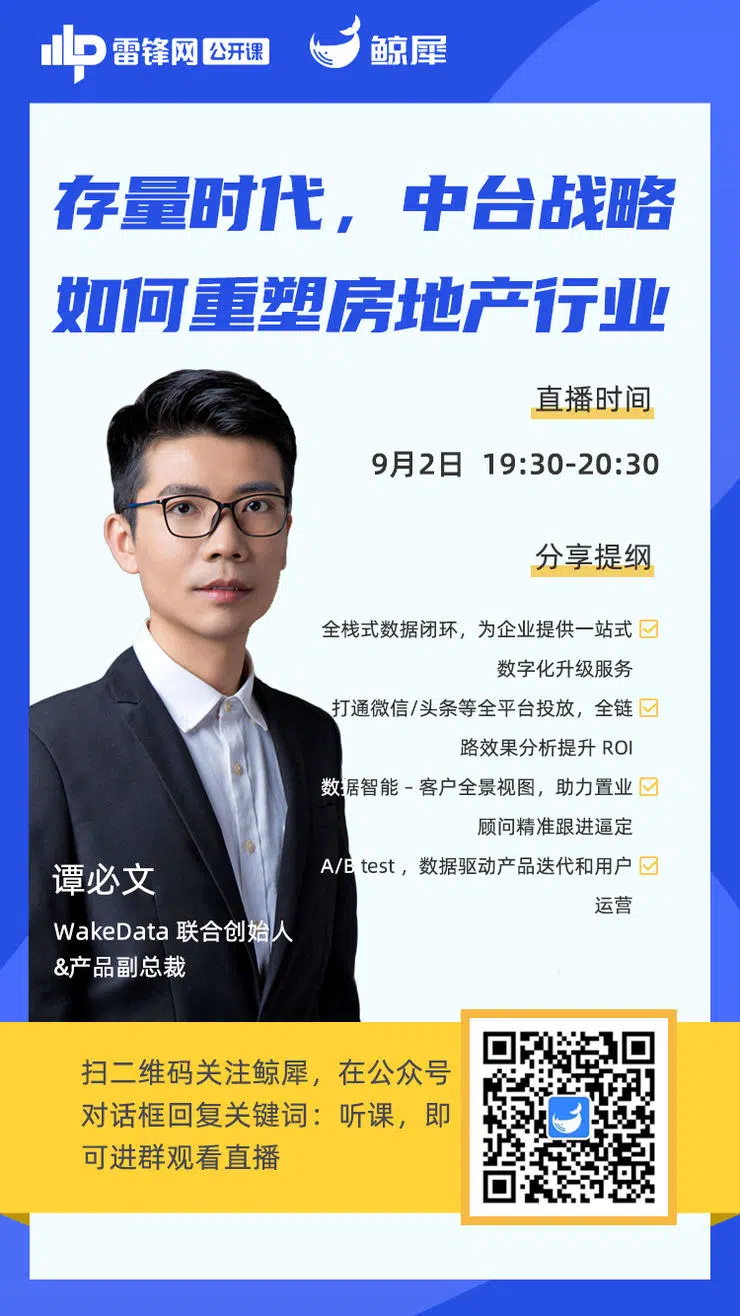 雷锋网 公开课 鲸犀
存量时代，中台战略
如何重塑房地产行业
直播时间
9月2日 19:30-20:30
分享提纲
全栈式数据闭环，为企业提供一站式
数字化升级服务
打通微信/头条等全平台投放，全链
路效果分析提升 ROI
数据智能 – 客户全景视图，助力置业
顾问精准跟进逼定
A/B test ，数据驱动产品迭代和用户
运营
谭必文
WakeData 联合创始人
&产品副总裁
扫二维码关注鲸犀，在公众号
对话框回复关键词：听课，即
可进群观看直播